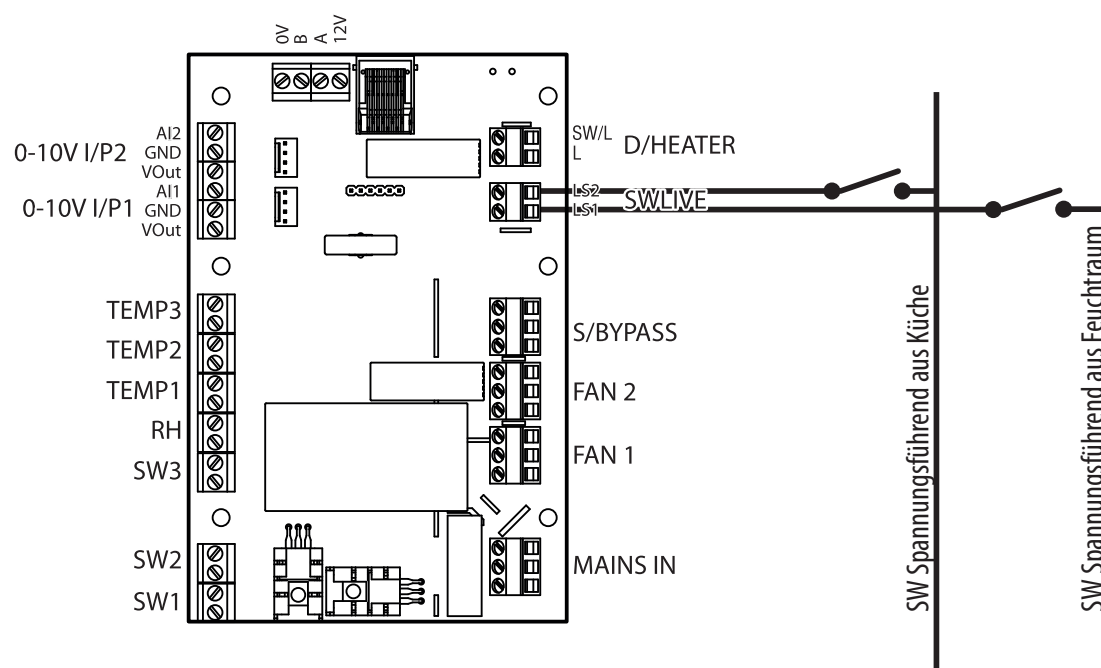 0V
B
A
12V
AI2
0-10V I/P2 GND
VOut
AI1
0-10V I/P1 GND
VOut
TEMP3
TEMP2
TEMP1
RH
SW3
SW2
SW1
SW/L
L
D/HEATER
LS2
LS1
SWLIVE
S/BYPASS
FAN 2
FAN 1
MAINS IN
SW Spannungsführend aus Küche
SW Spannungsführend aus Feuchtraum